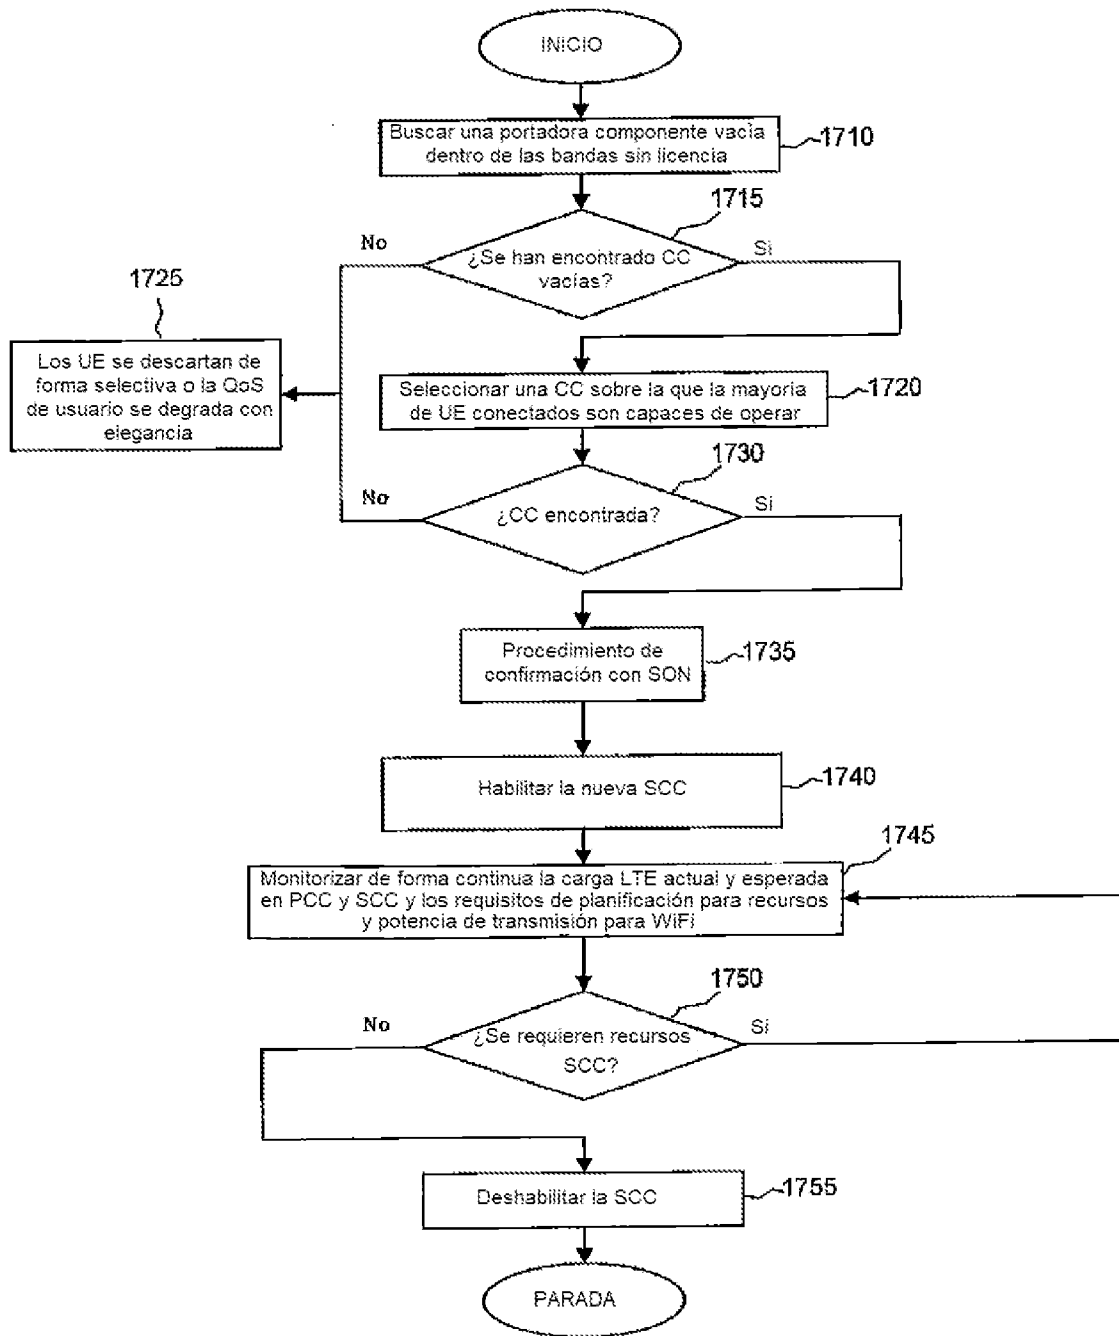 INICIO
Buscar una portadora componente vacía
dentro de las bandas sin licencia
1710
1715
No
Si
¿Se han encontrado CC
vacías?
1725
Los UE se descartan de
forma selectiva o la QoS
de usuario se degrada con
elegancia
Seleccionar una CC sobre la que la mayoría
de UE conectados son capaces de operar
1720
1730
No
Si
¿CC encontrada?
Procedimiento de
confirmación con SON
1735
Habilitar la nueva SCC
1740
1745
Monitorizar de forma continua la carga LTE actual y esperada
en PCC y SCC y los requisitos de planificación para recursos
y potencia de transmisión para WiFi
1750
No
Si
¿Se requieren recursos
SCC?
Deshabilitar la SCC
1755
PARADA